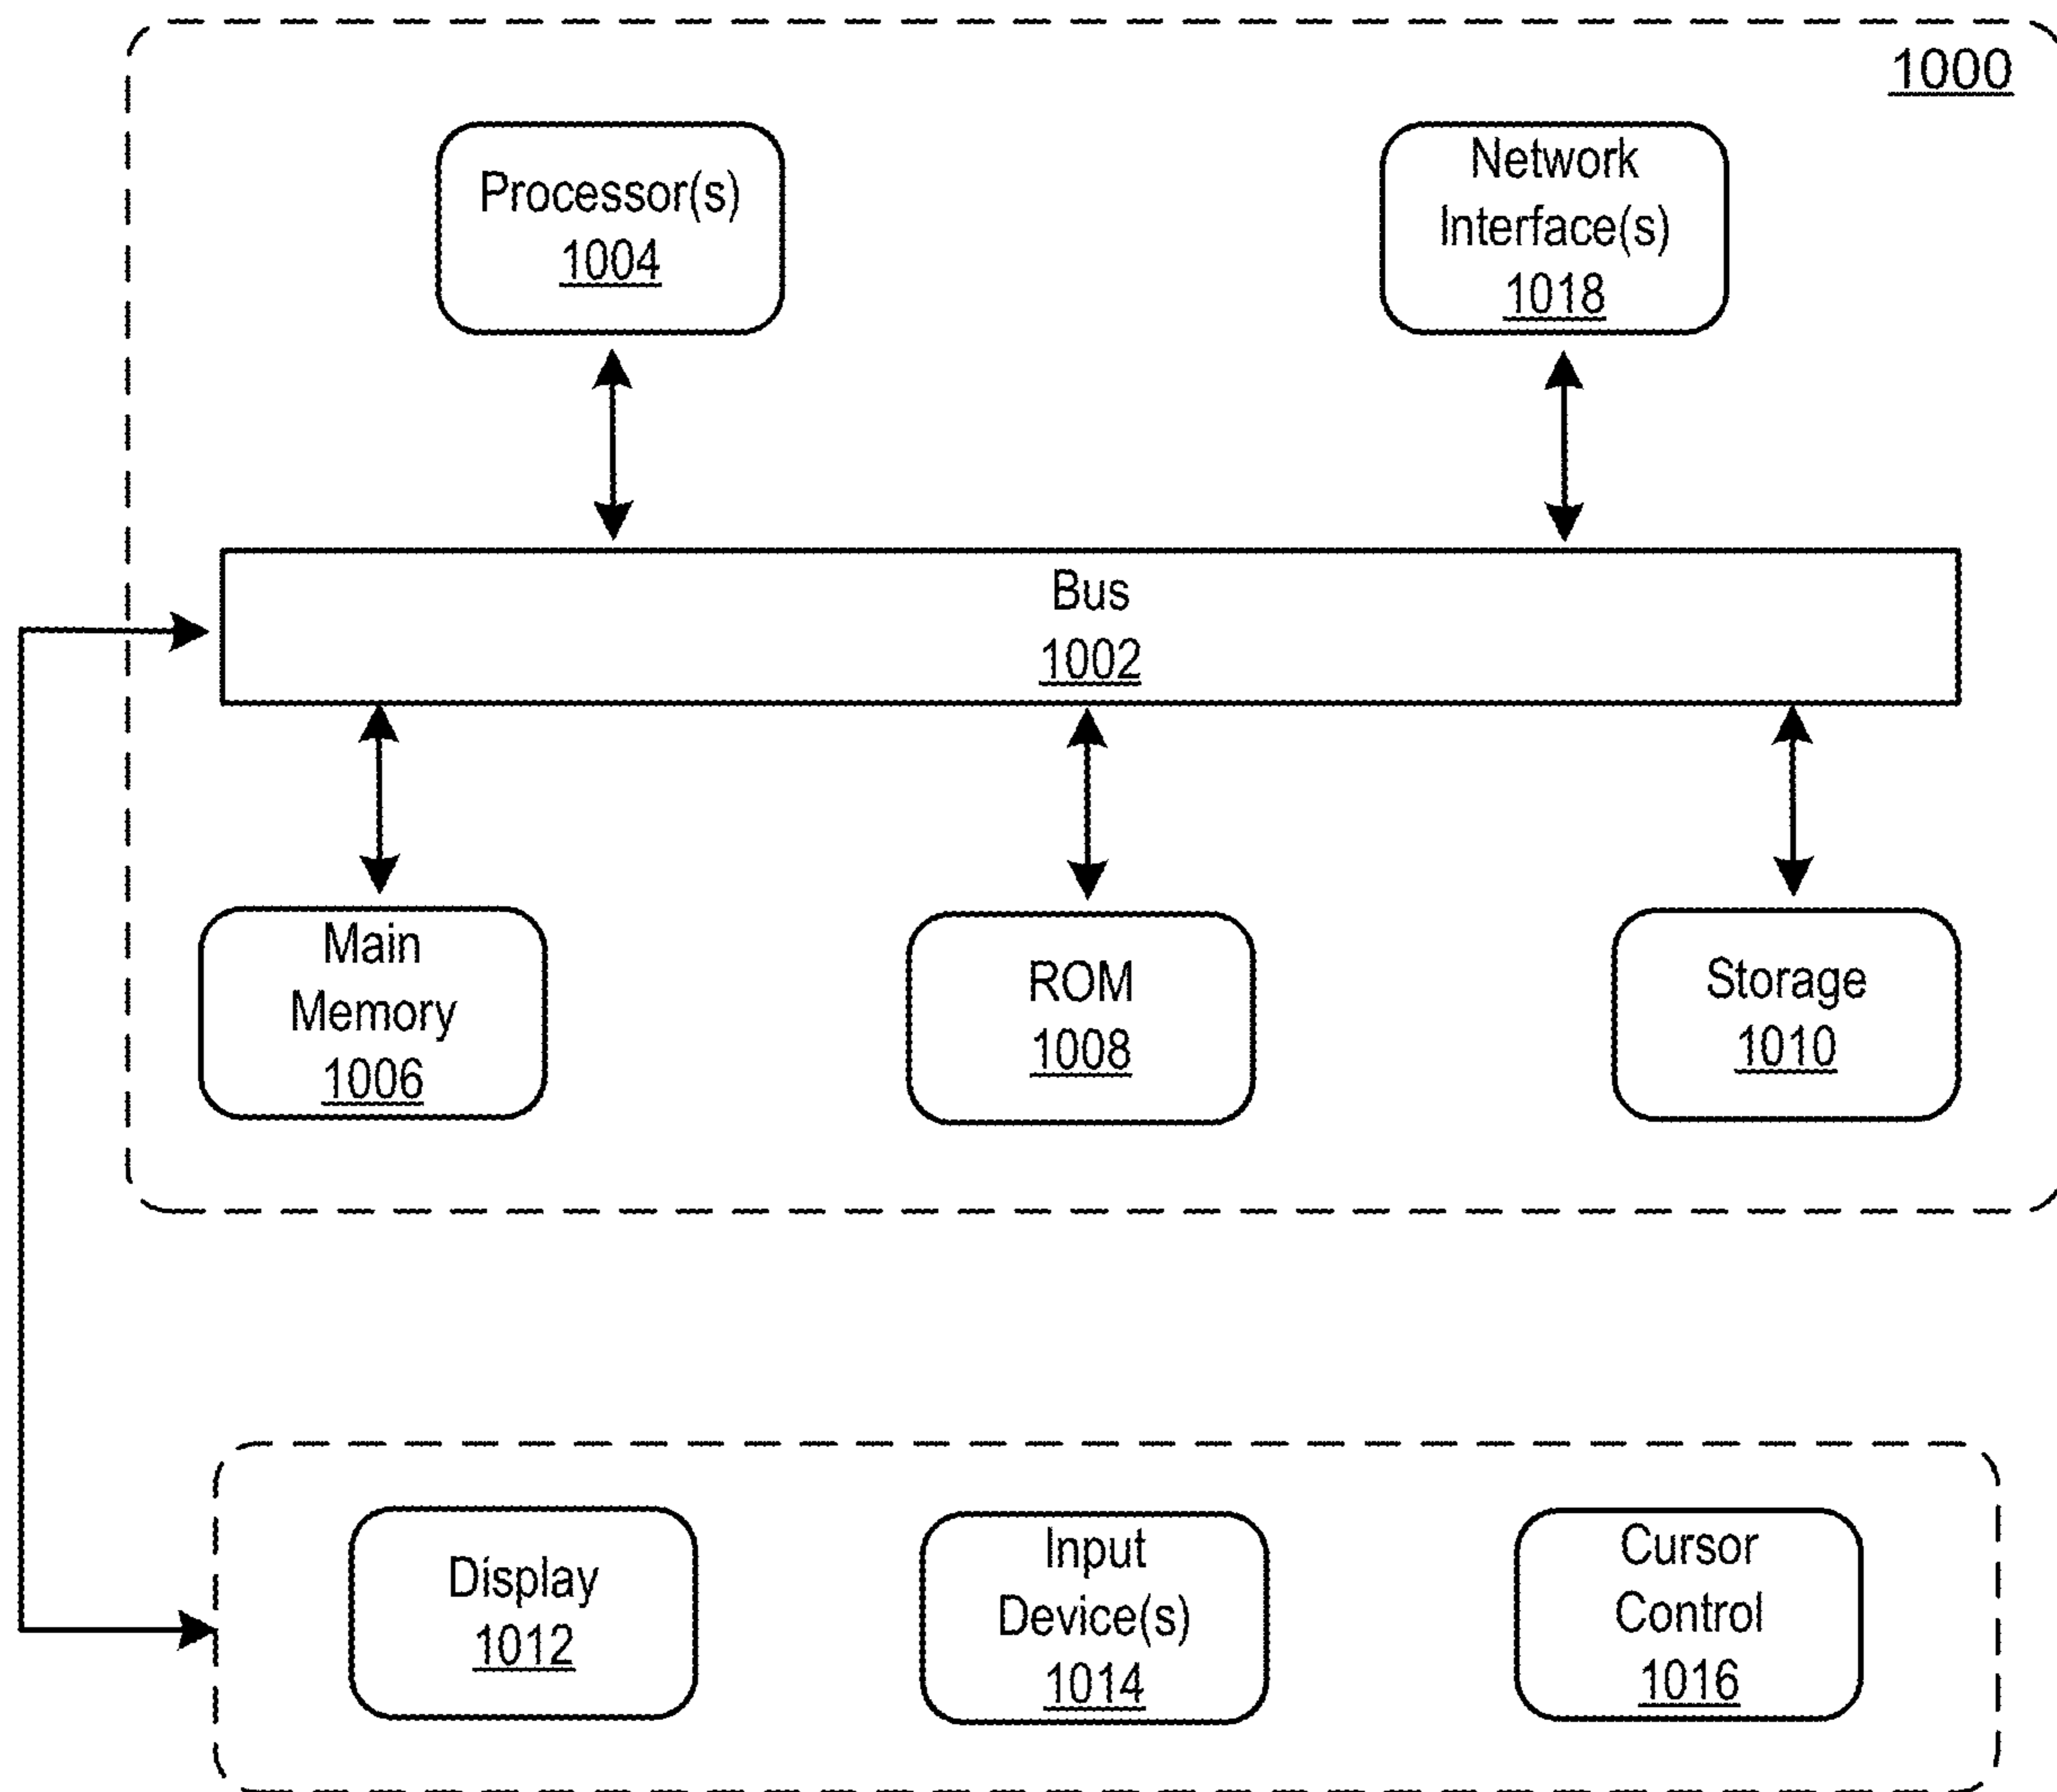 1000
Processor(s)
1004
Network
Interface(s)
1018
Bus
1002
Main
Memory
1006
ROM
1008
Storage
1010
Display
1012
Input
Device(s)
1014
Cursor
Control
1016